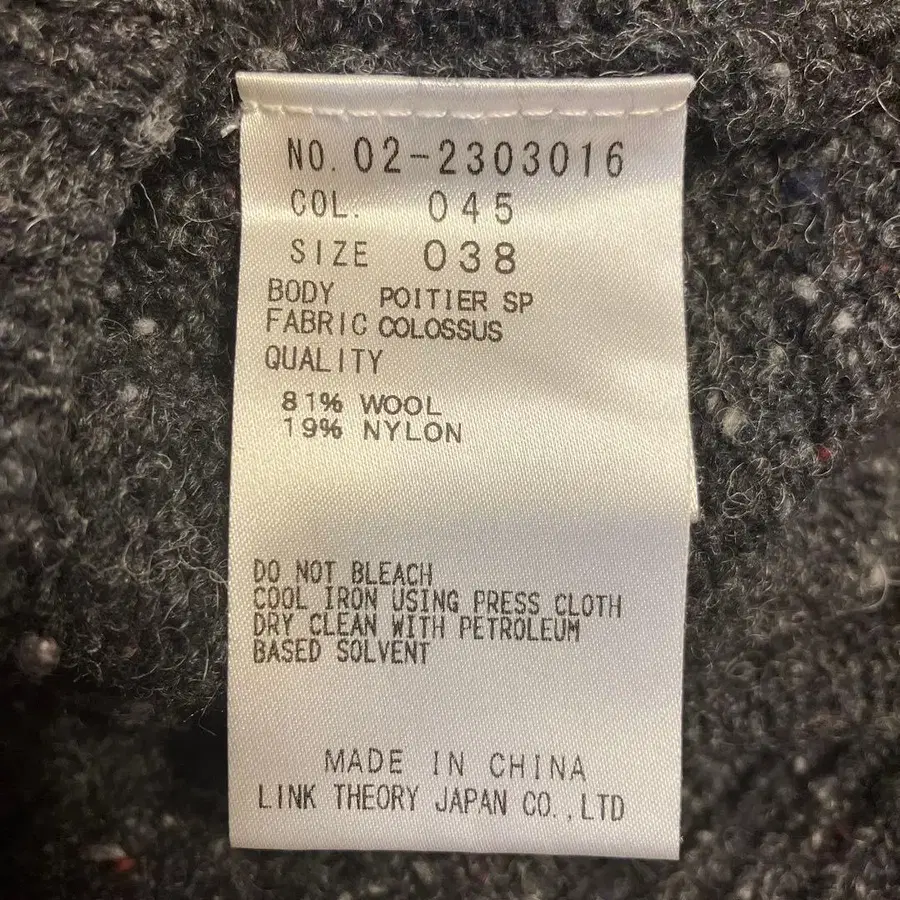 NO. 02-2303016
COL. 045
SIZE 038
BODY POITIER SP
FABRIC COLOSSUS
QUALITY
81% WOOL
19% NYLON
DO NOT BLEACH
COOL IRON USING PRESS CLOTH
DRY CLEAN WITH PETROLEUM
BASED SOLVENT
MADE IN CHINA
LINK THEORY JAPAN CO.,LTD